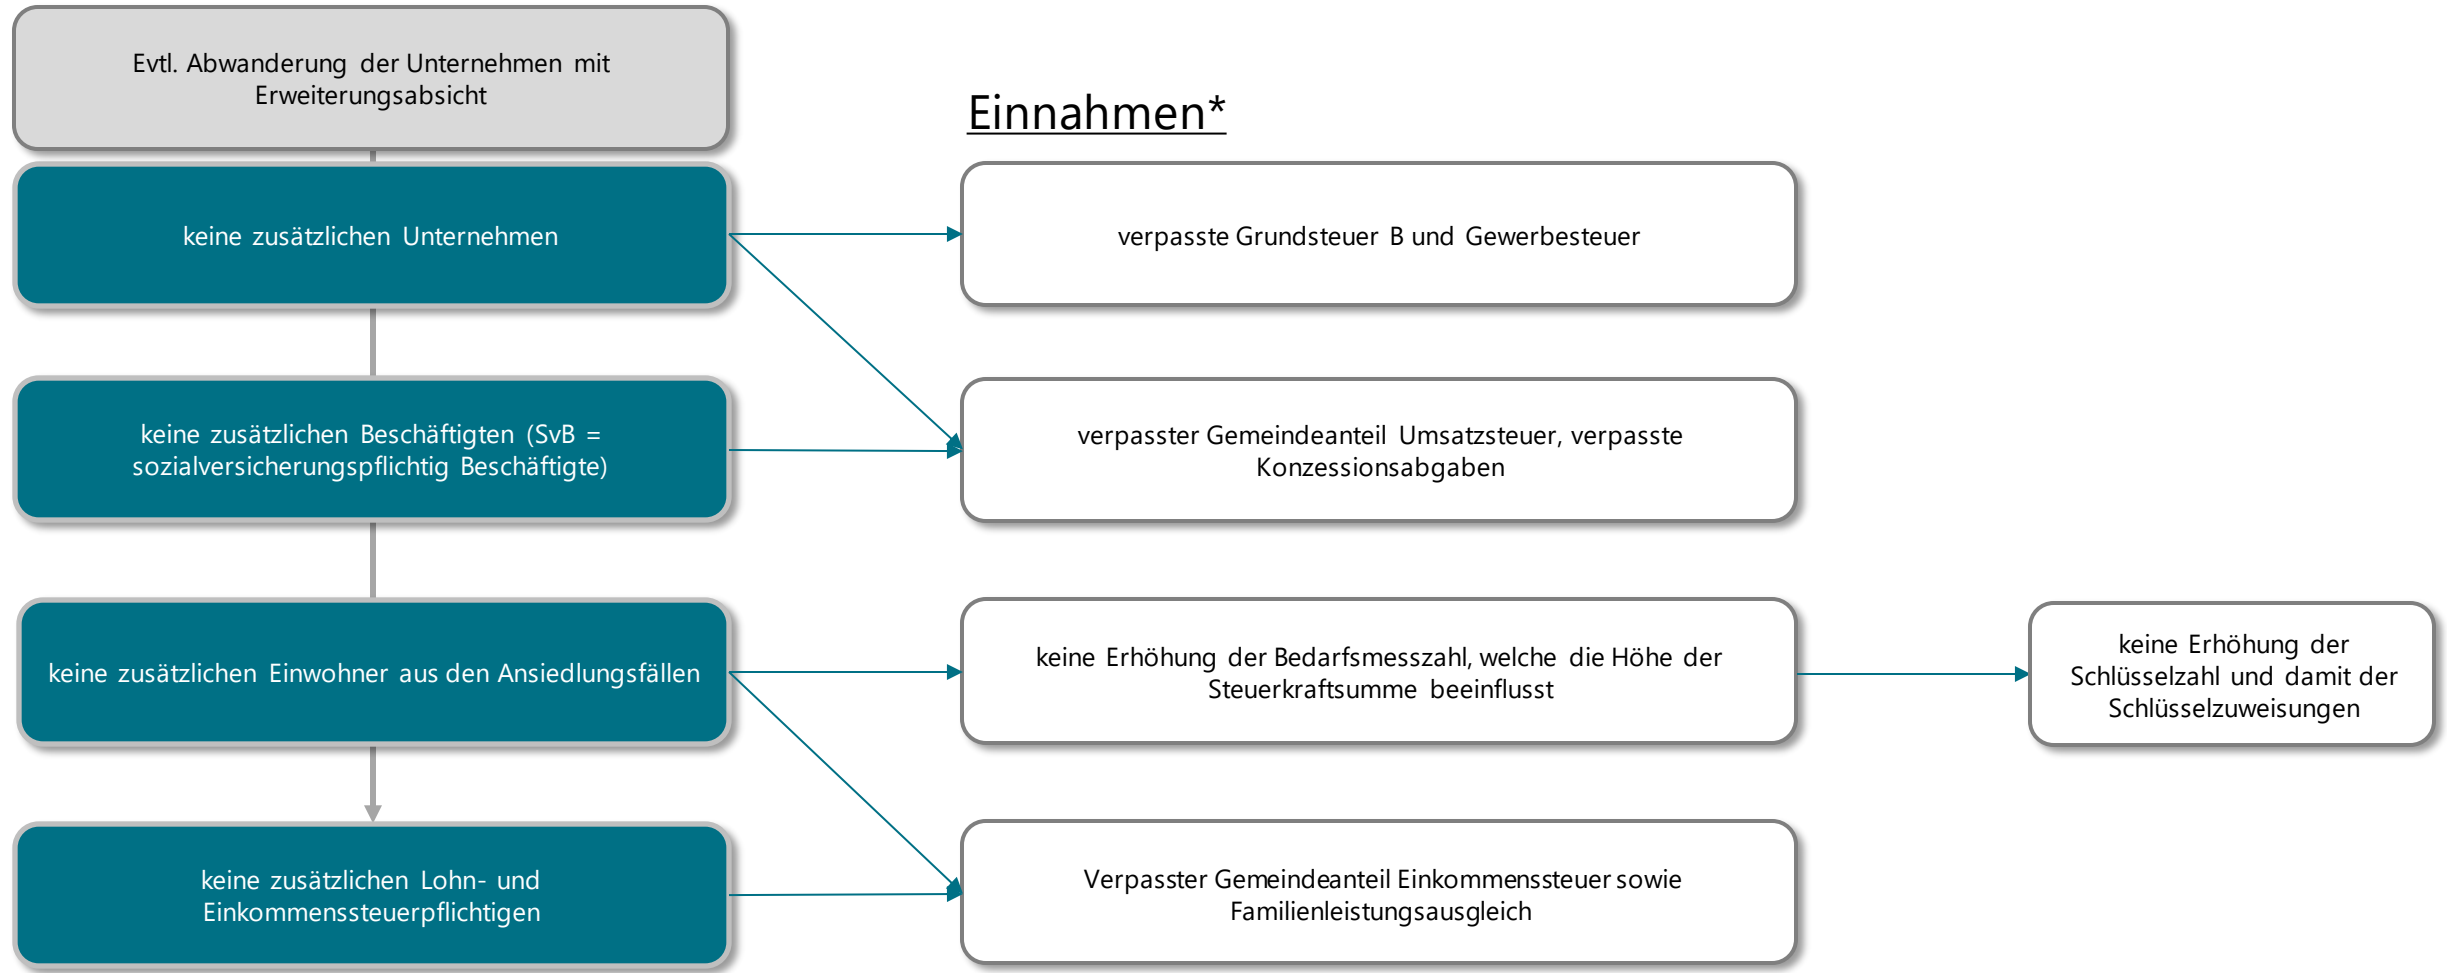 Evtl. Abwanderung der Unternehmen mit
Erweiterungsabsicht
Einnahmen*
keine zusätzlichen Unternehmen
verpasste Grundsteuer B und Gewerbesteuer
keine zusätzlichen Beschäftigten (SvB =
sozialversicherungspflichtig Beschäftigte)
verpasster Gemeindeanteil Umsatzsteuer, verpasste
Konzessionsabgaben
keine zusätzlichen Einwohner aus den Ansiedlungsfällen
keine Erhöhung der Bedarfsmesszahl, welche die Höhe der
Steuerkraftsumme beeinflusst
keine Erhöhung der
Schlüsselzahl und damit der
Schlüsselzuweisungen
keine zusätzlichen Lohn- und
Einkommenssteuerpflichtigen
Verpasster Gemeindeanteil Einkommenssteuer sowie
Familienleistungsausgleich